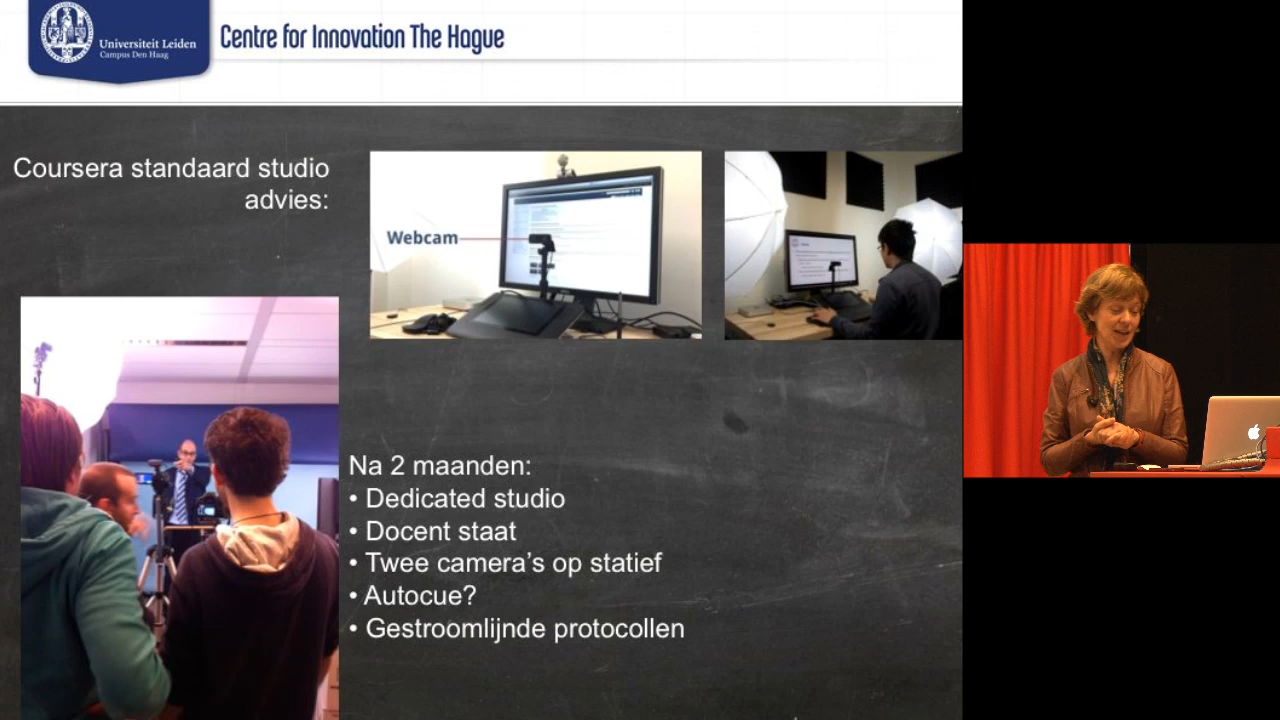 Universiteit Leiden
Campus Den Haag
Centre for Innovation The Hague
Coursera standaard studio
advies:
Webcam
Na 2 maanden:
• Dedicated studio
• Docent staat
• Twee camera’s op statief
• Autocue?
• Gestroomlijnde protocollen